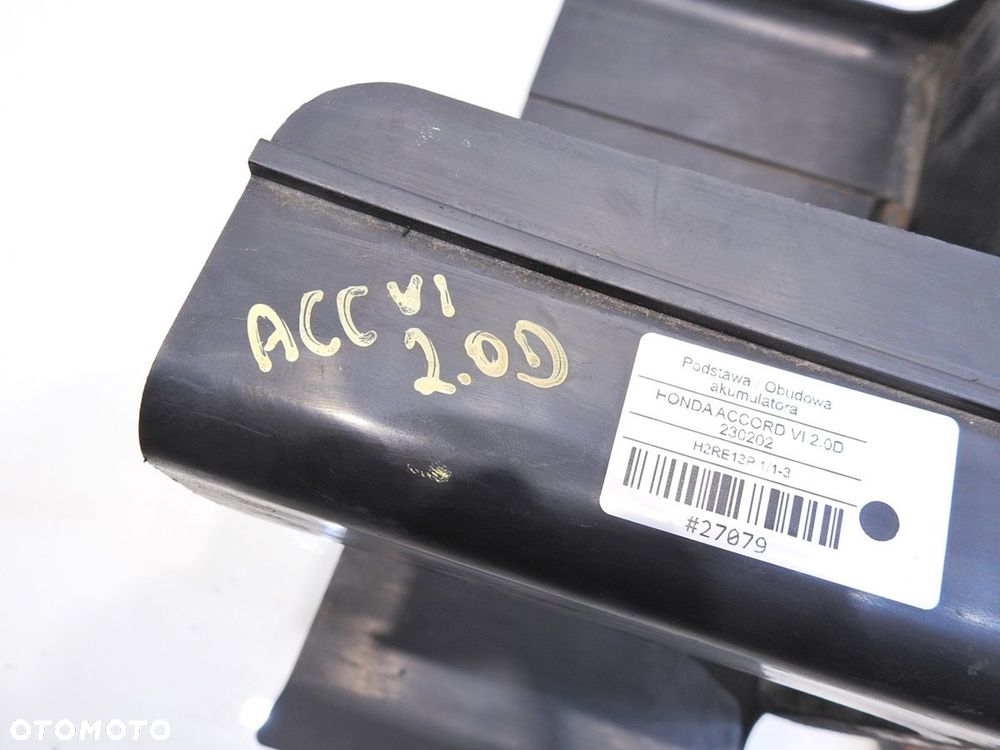 ACC VI
2.0D
Podstawa / Obudowa
akumulatora
HONDA ACCORD VI 2.0D
230202
H2RE13P 1/1-3
#27079
OTOMOTO